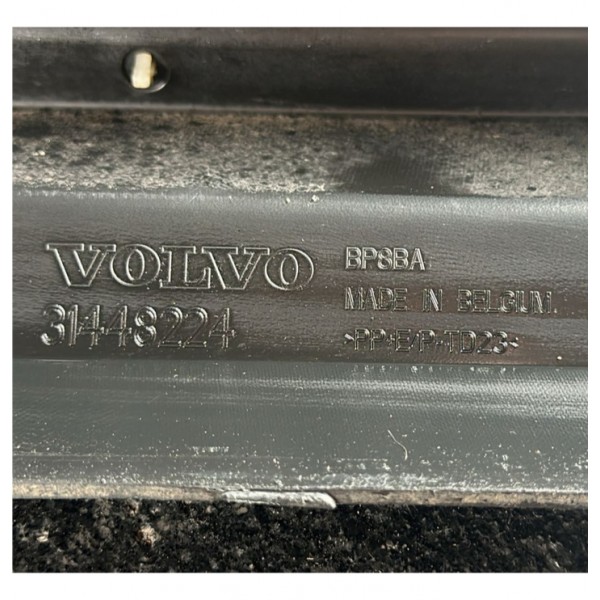 VOLVO
31448224
BP8BA
MADE IN BELGIUM.
>PP+E/P-TD23<